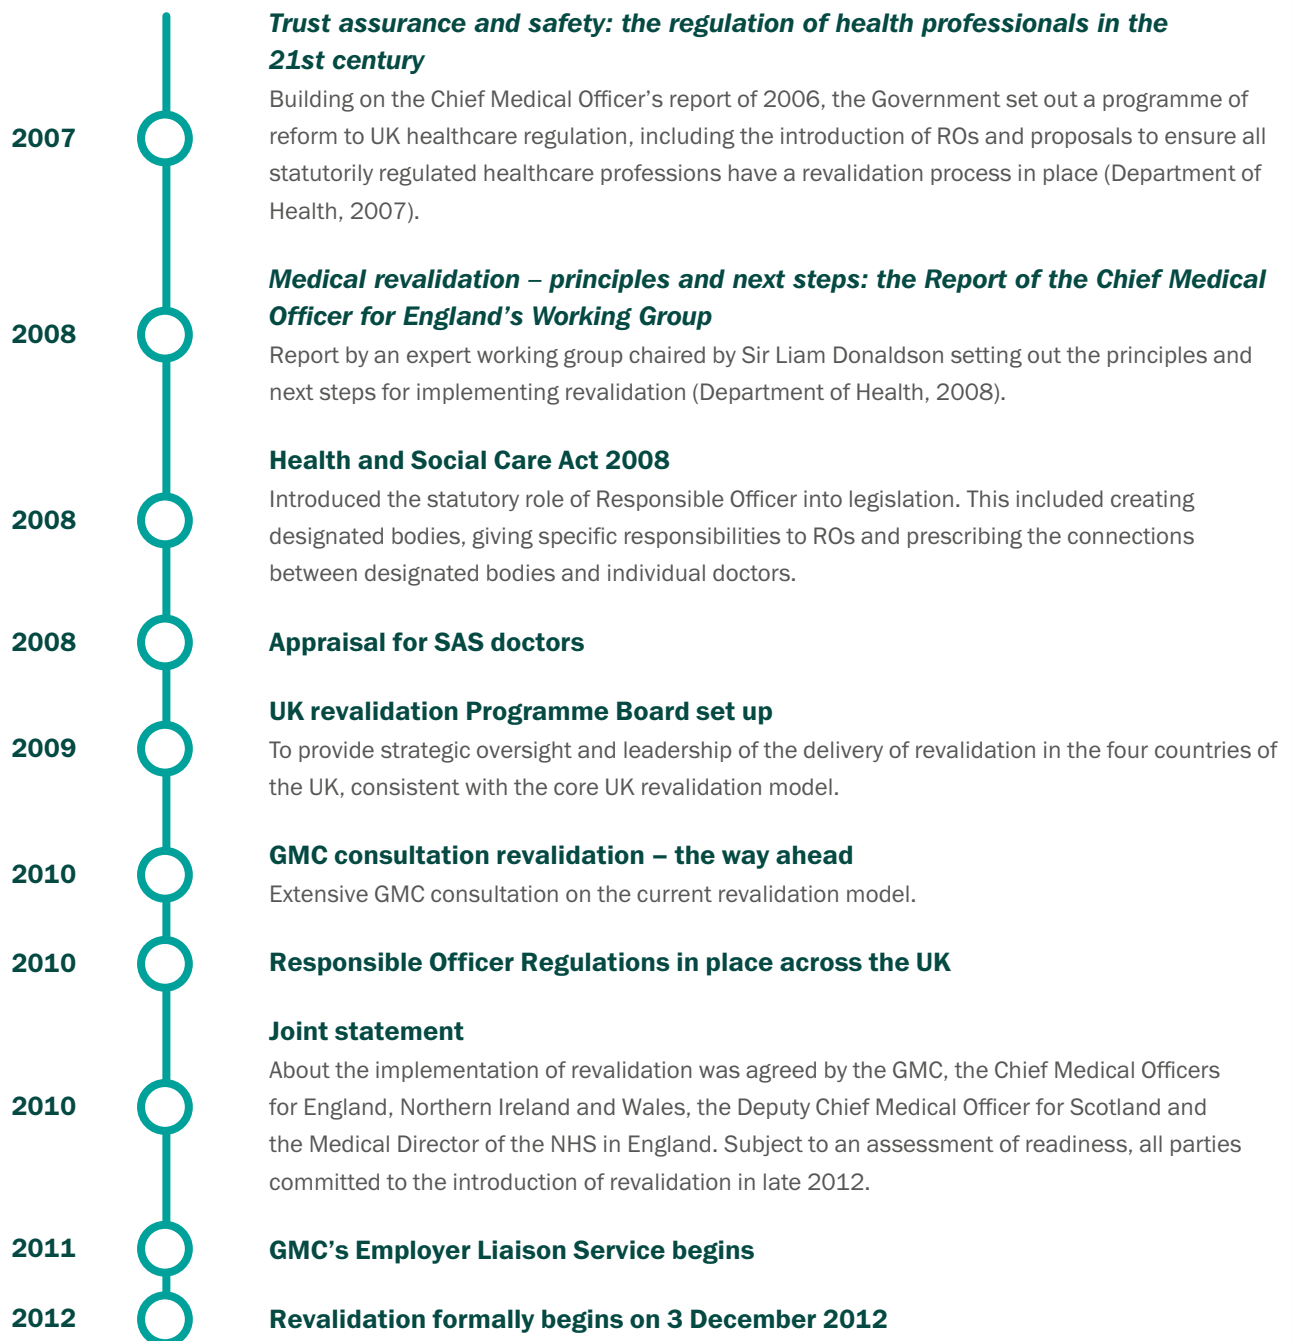 Trust assurance and safety: the regulation of health professionals in the
21st century
2007
Building on the Chief Medical Officer’s report of 2006, the Government set out a programme of
reform to UK healthcare regulation, including the introduction of ROs and proposals to ensure all
statutorily regulated healthcare professions have a revalidation process in place (Department of
Health, 2007).
Medical revalidation – principles and next steps: the Report of the Chief Medical
Officer for England’s Working Group
2008
Report by an expert working group chaired by Sir Liam Donaldson setting out the principles and
next steps for implementing revalidation (Department of Health, 2008).
Health and Social Care Act 2008
2008
Introduced the statutory role of Responsible Officer into legislation. This included creating
designated bodies, giving specific responsibilities to ROs and prescribing the connections
between designated bodies and individual doctors.
2008
Appraisal for SAS doctors
UK revalidation Programme Board set up
2009
To provide strategic oversight and leadership of the delivery of revalidation in the four countries of
the UK, consistent with the core UK revalidation model.
GMC consultation revalidation – the way ahead
2010
Extensive GMC consultation on the current revalidation model.
2010
Responsible Officer Regulations in place across the UK
Joint statement
2010
About the implementation of revalidation was agreed by the GMC, the Chief Medical Officers
for England, Northern Ireland and Wales, the Deputy Chief Medical Officer for Scotland and
the Medical Director of the NHS in England. Subject to an assessment of readiness, all parties
committed to the introduction of revalidation in late 2012.
2011
GMC’s Employer Liaison Service begins
2012
Revalidation formally begins on 3 December 2012